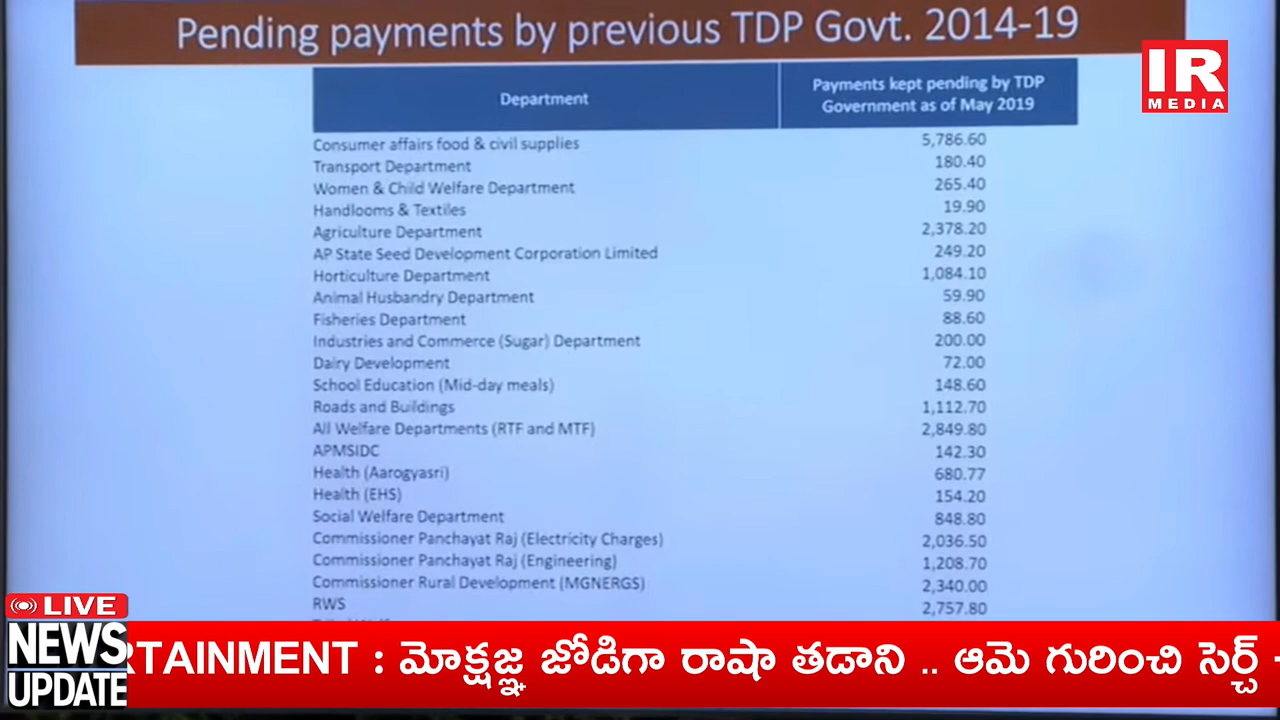 Pending payments by previous TDP Govt. 2014-19
IR
MEDIA
Department
Payments kept pending by TDP
Government as of May 2019
Consumer affairs food & civil supplies 5,786.60
Transport Department 180.40
Women & Child Welfare Department 265.40
Handlooms & Textiles 19.90
Agriculture Department 2,378.20
AP State Seed Development Corporation Limited 249.20
Horticulture Department 1,084.10
Animal Husbandry Department 59.90
Fisheries Department 88.60
Industries and Commerce (Sugar) Department 200.00
Dairy Development 72.00
School Education (Mid-day meals) 148.60
Roads and Buildings 1,112.70
All Welfare Departments (RTF and MTF) 2,849.80
APMSIDC 142.30
Health (Aarogyasri) 680.77
Health (EHS) 154.20
Social Welfare Department 848.80
Commissioner Panchayat Raj (Electricity Charges) 2,036.50
Commissioner Panchayat Raj (Engineering) 1,208.70
Commissioner Rural Development (MGNERGS) 2,340.00
RWS 2,757.80
LIVE
NEWS
UPDATE
RTAINMENT : మోక్షజ్ఞ జోడిగా రాషా తడాని .. ఆమె గురించి సెర్చ్